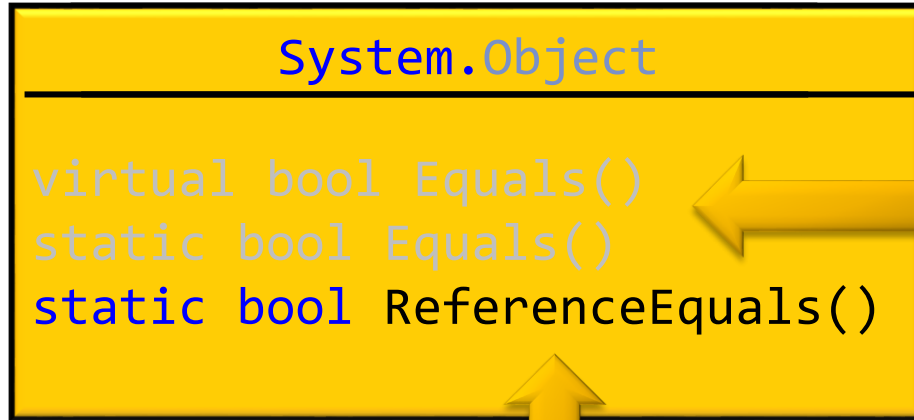 System.Object
virtual bool Equals()
static bool Equals()
static bool ReferenceEquals()